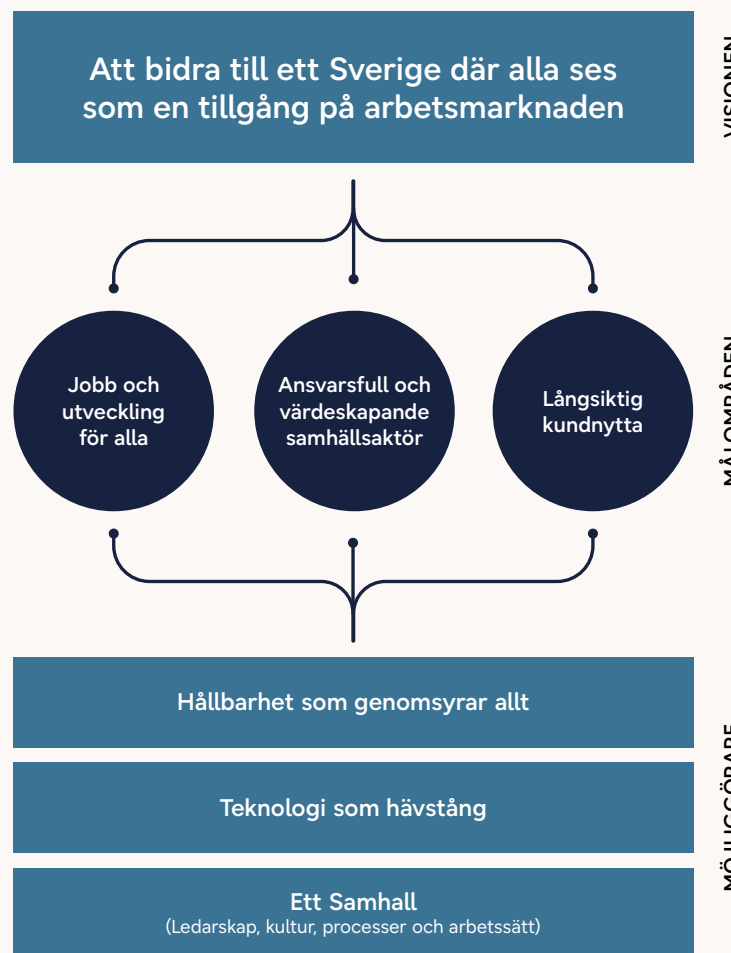 Att bidra till ett Sverige där alla ses
som en tillgång på arbetsmarknaden
VISIONEN
Jobb och
utveckling
för alla
Ansvarsfull och
värdeskapande
samhällsaktör
Långsiktig
kundnytta
MÅLOMRÅDEN
Hållbarhet som genomsyrar allt
Teknologi som hävstång
Ett Samhall
(Ledarskap, kultur, processer och arbetssätt)
MÖJLIGGÖRARE